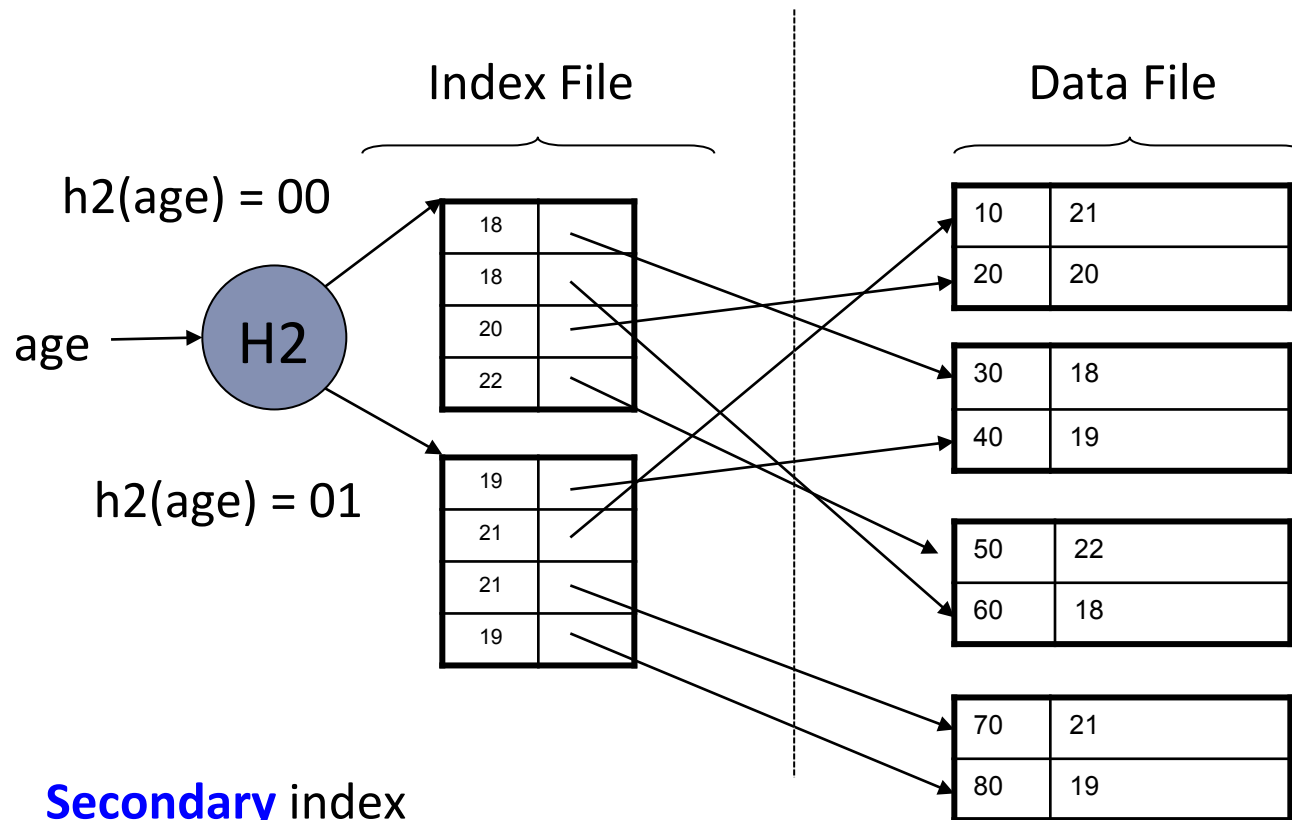 Index File
Data File
h2(age) = 00
age
H2
h2(age) = 01
18
18
20
22
19
21
21
19
10 21
20 20
30 18
40 19
50 22
60 18
70 21
80 19
Secondary index